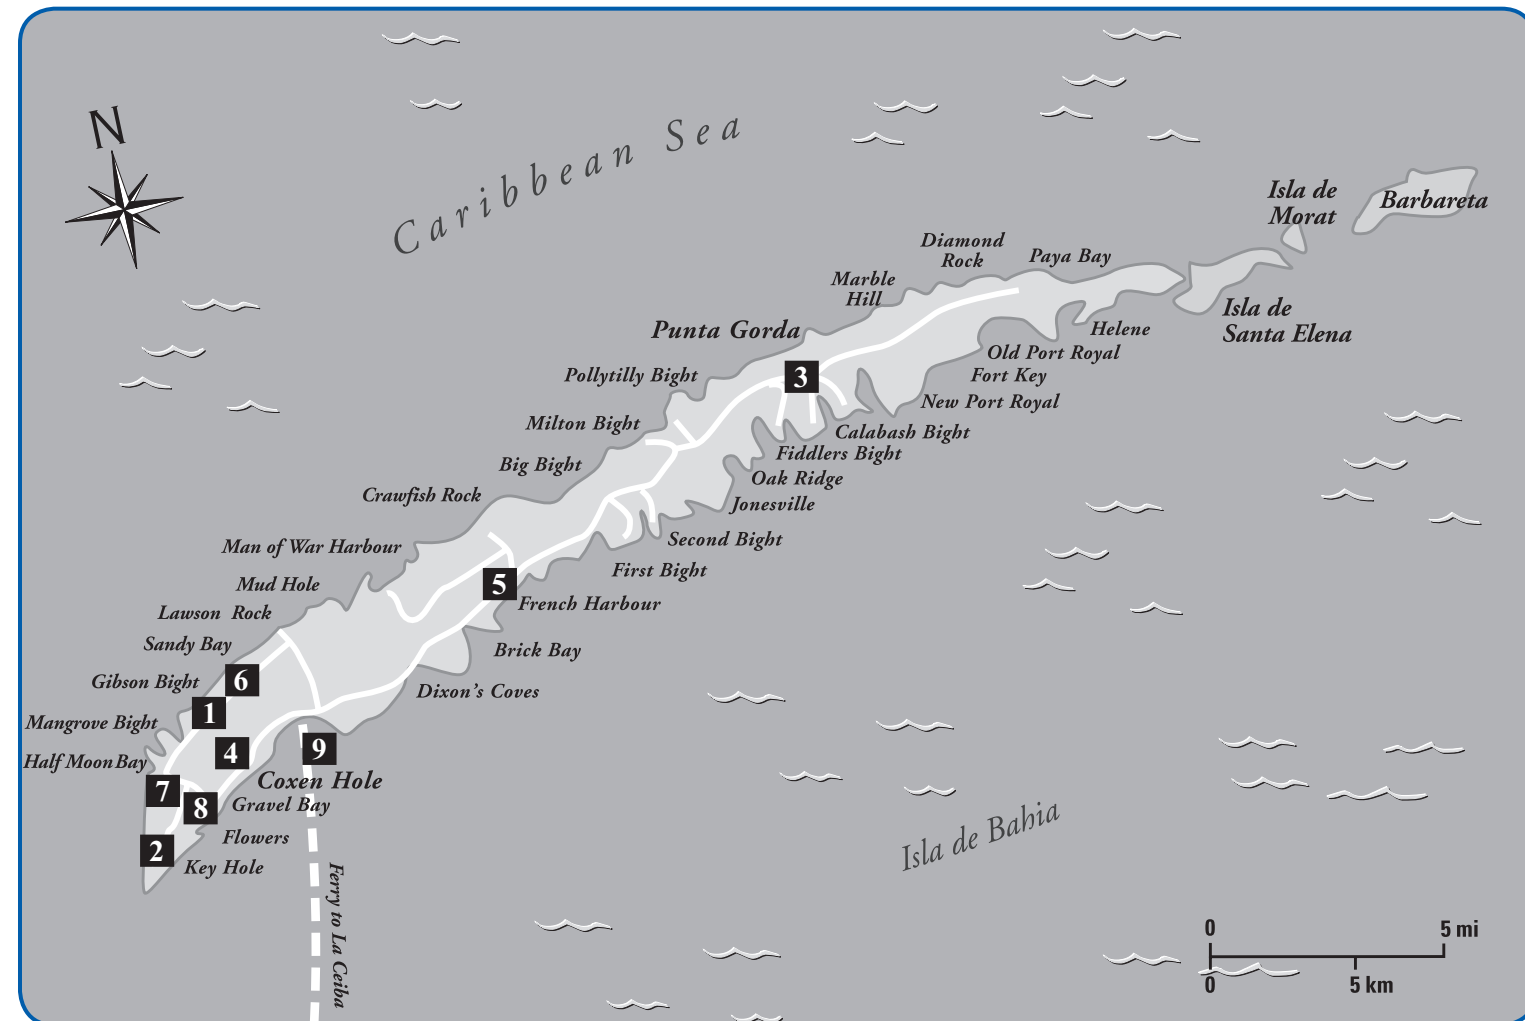 N
Caribbean Sea
Isla de
Morat
Barbareta
Diamond
Rock
Paya Bay
Marble
Hill
Isla de
Santa Elena
Punta Gorda
Helene
Old Port Royal
3
Pollytilly Bight
Fort Key
New Port Royal
Milton Bight
Calabash Bight
Fiddlers Bight
Big Bight
Oak Ridge
Crawfish Rock
Jonesville
Second Bight
Man of War Harbour
First Bight
Mud Hole
5
French Harbour
Lawson Rock
Sandy Bay
Brick Bay
Gibson Bight
6
Dixon's Coves
1
Mangrove Bight
4
9
Half Moon Bay
Coxen Hole
7
8
Gravel Bay
Flowers
2
Key Hole
Isla de Bahia
Ferry to La Ceiba
0
5 mi
0
5 km